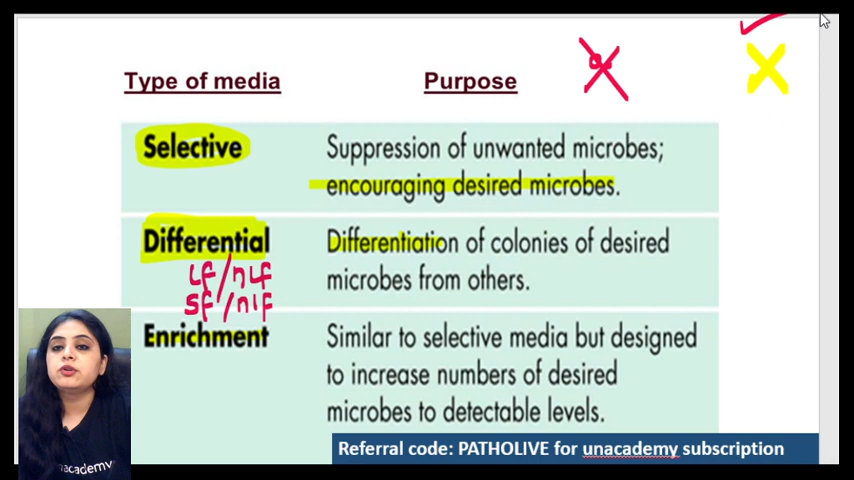 Type of media Purpose
Selective Suppression of unwanted microbes;
encouraging desired microbes.
Differential Differentiation of colonies of desired
LF/nLF microbes from others.
SF/nlF
Enrichment Similar to selective media but designed
to increase numbers of desired
microbes to detectable levels.
Referral code: PATHOLIVE for unacademy subscription
unacademy